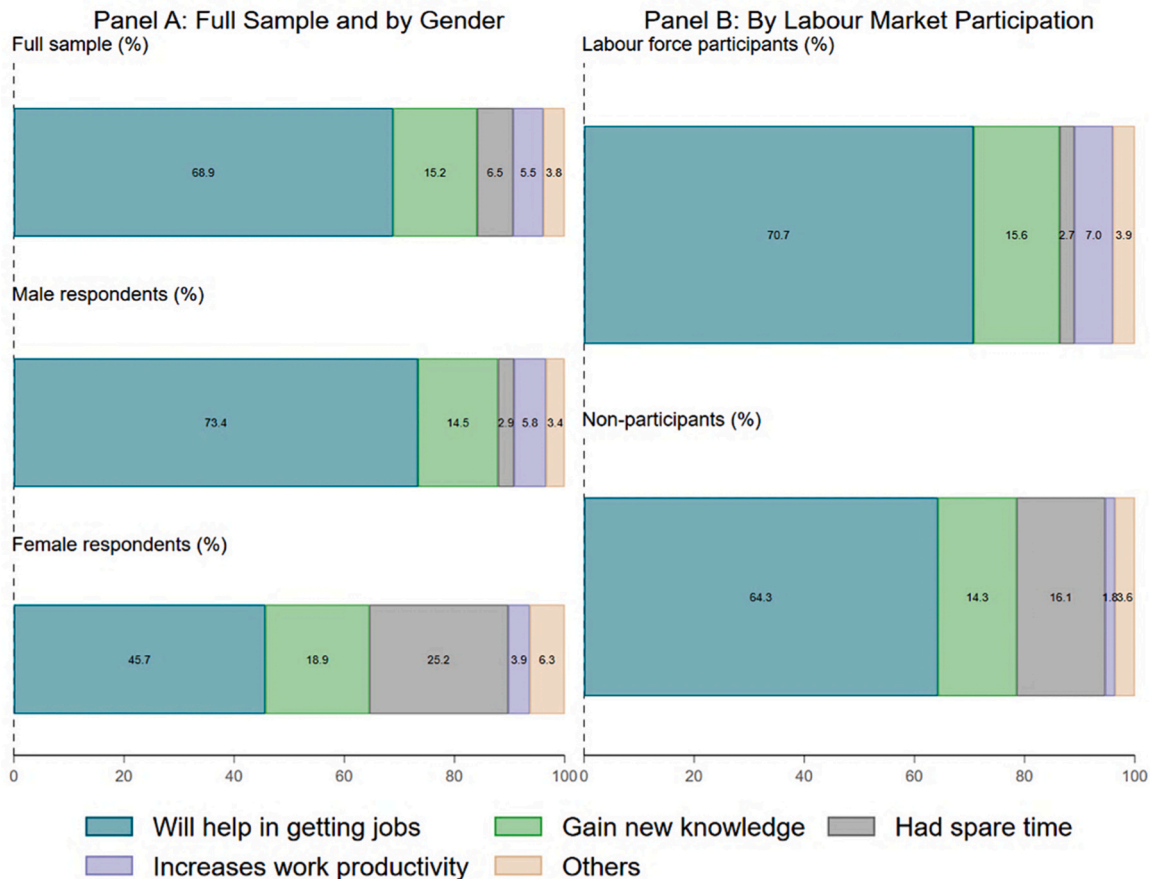 Panel A: Full Sample and by Gender
Full sample (%)
68.9 15.2 6.5 5.5 3.8
Male respondents (%)
73.4 14.5 2.9 5.8 3.4
Female respondents (%)
45.7 18.9 25.2 3.9 6.3
0 20 40 60 80 100
Panel B: By Labour Market Participation
Labour force participants (%)
70.7 15.6 2.7 7.0 3.9
Non-participants (%)
64.3 14.3 16.1 1.8 3.6
0 20 40 60 80 100
Will help in getting jobs Gain new knowledge Had spare time
Increases work productivity Others